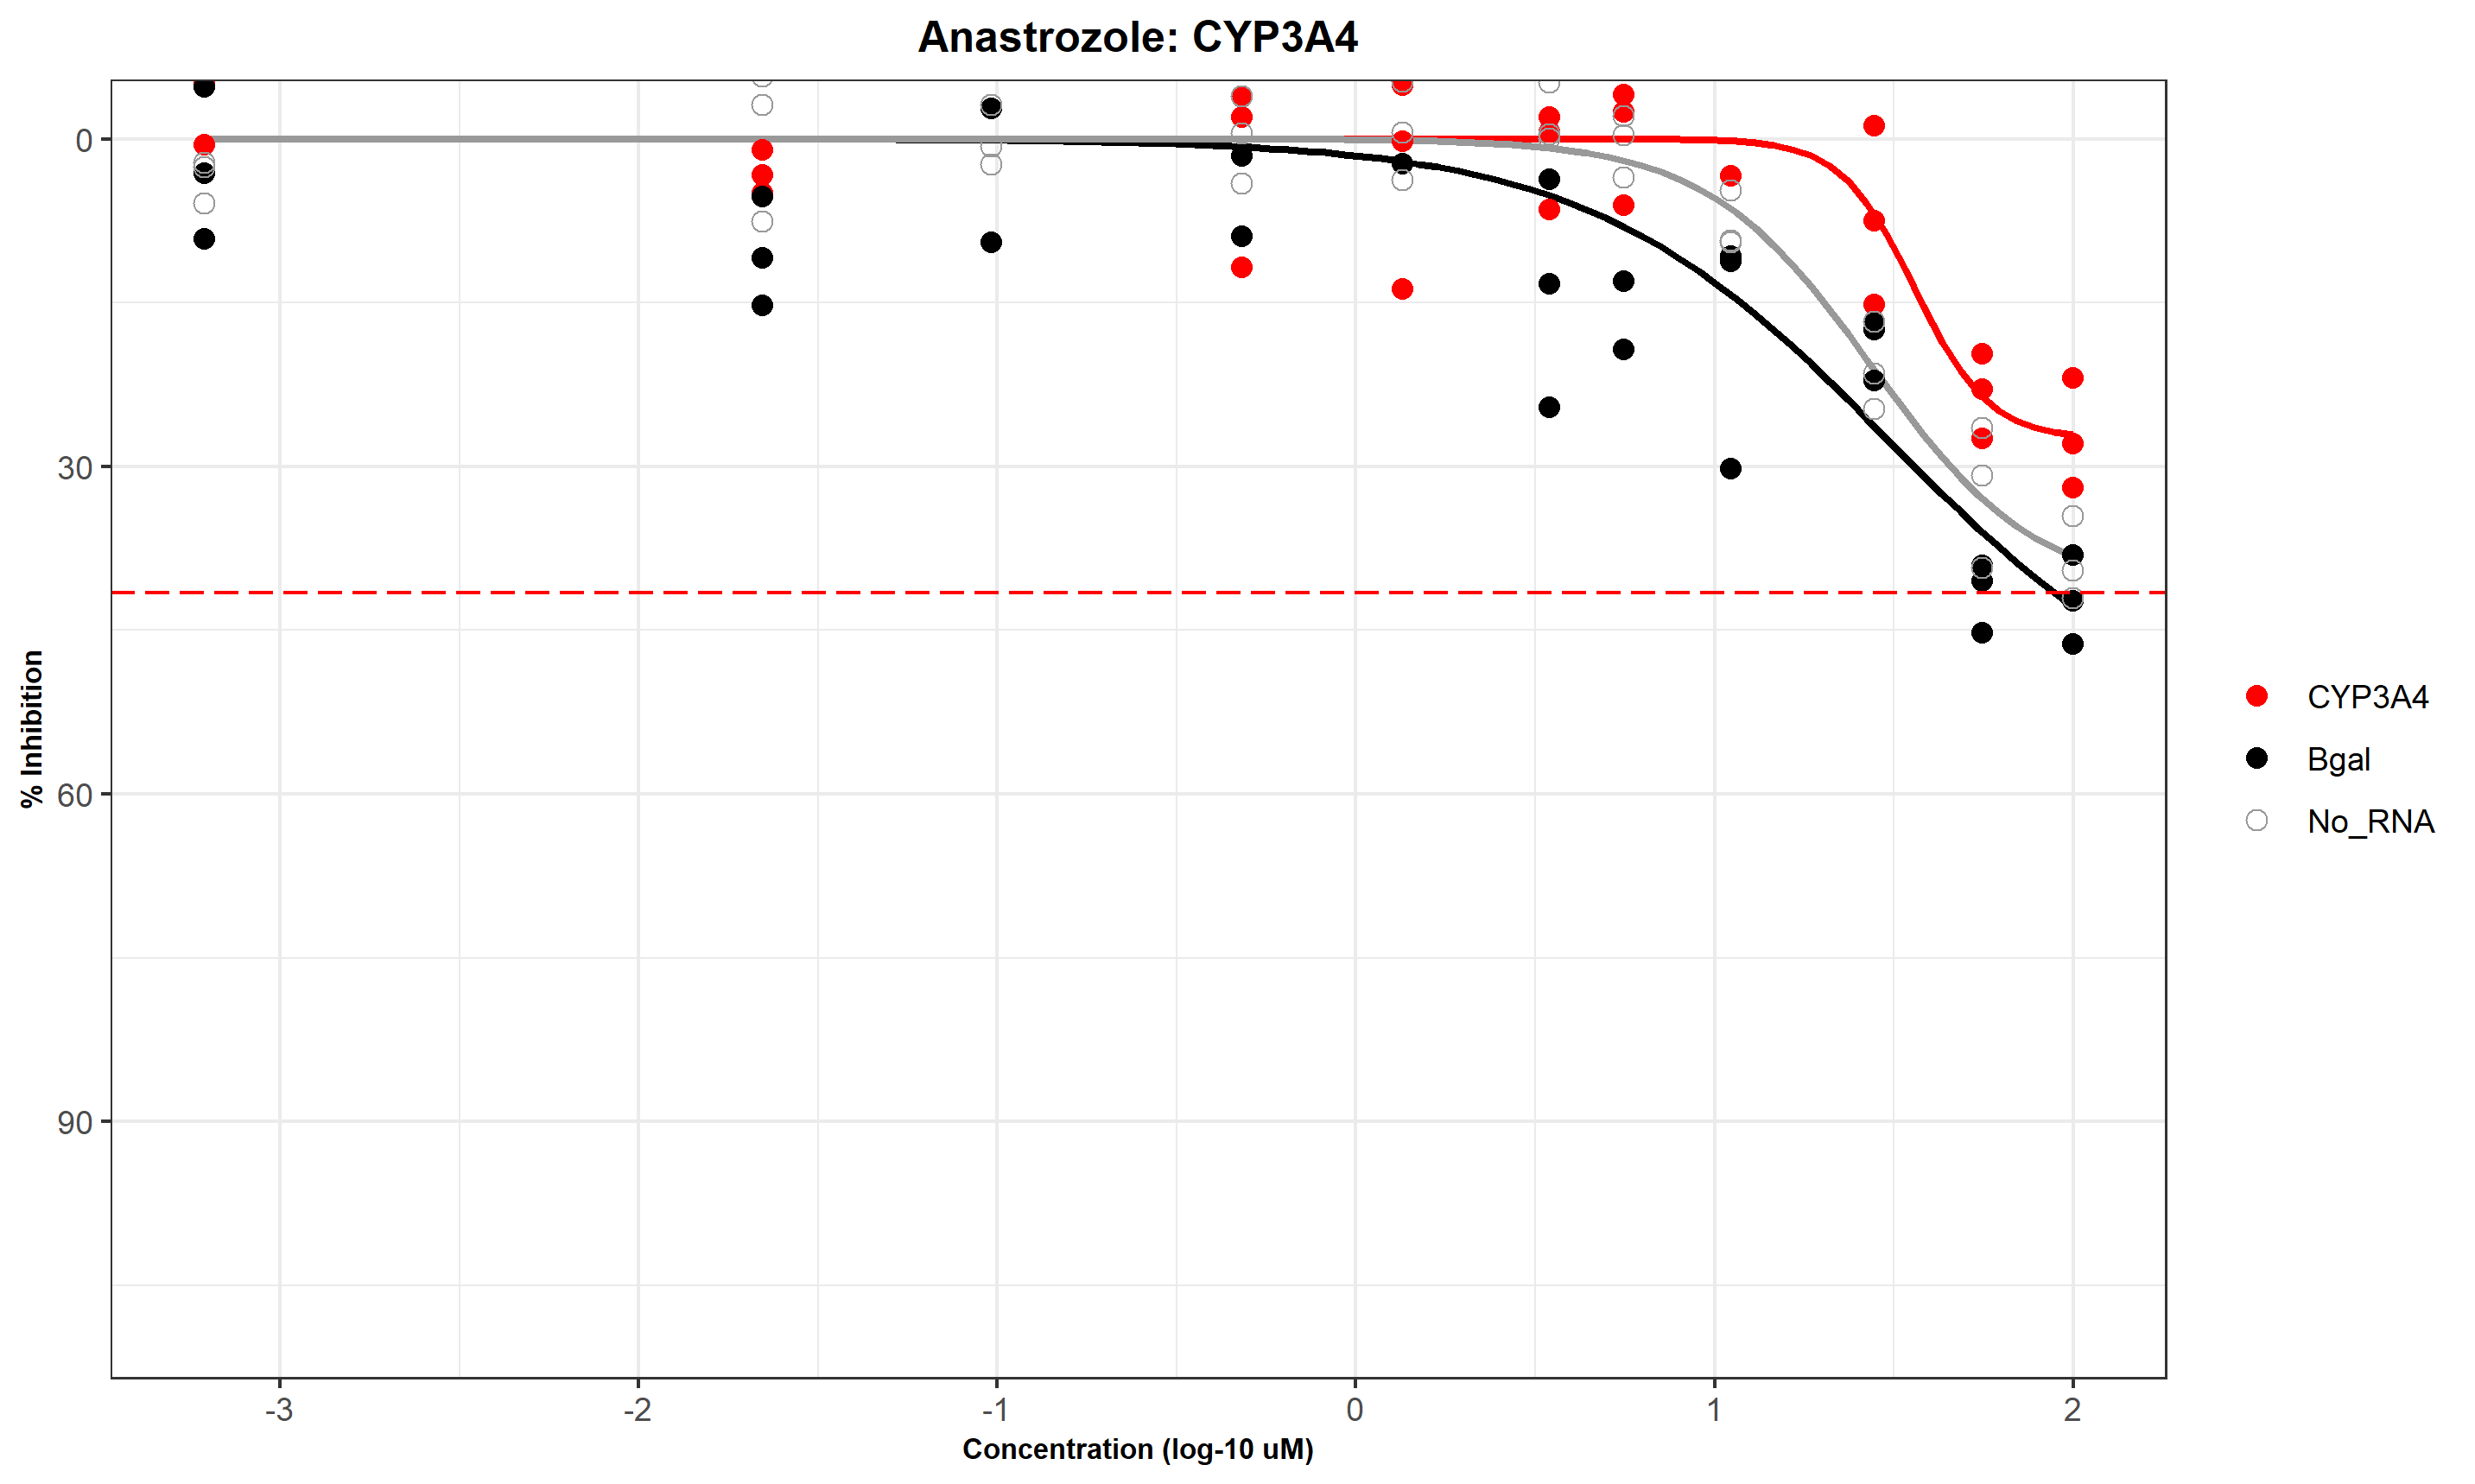 Anastrozole: CYP3A4
0
30
60
90
% Inhibition
-3
-2
-1
0
1
2
Concentration (log-10 uM)
CYP3A4
Bgal
No_RNA